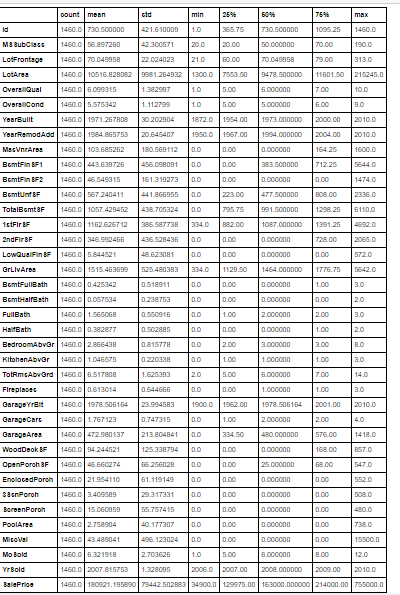 count mean std min 25% 50% 75% max
Id 1460.0 730.500000 421.610009 1.0 365.75 730.500000 1095.25 1460.0
MSSubClass 1460.0 56.897260 42.300571 20.0 20.00 50.000000 70.00 190.0
LotFrontage 1460.0 70.049958 22.024023 21.0 60.00 70.049958 79.00 313.0
LotArea 1460.0 10516.828082 9981.264932 1300.0 7553.50 9478.500000 11601.50 215245.0
OverallQual 1460.0 6.099315 1.382997 1.0 5.00 6.000000 7.00 10.0
OverallCond 1460.0 5.575342 1.112799 1.0 5.00 5.000000 6.00 9.0
YearBuilt 1460.0 1971.267808 30.202904 1872.0 1954.00 1973.000000 2000.00 2010.0
YearRemodAdd 1460.0 1984.865753 20.645407 1950.0 1967.00 1994.000000 2004.00 2010.0
MasVnrArea 1460.0 103.685262 180.569112 0.0 0.00 0.000000 164.25 1600.0
BsmtFinSF1 1460.0 443.639726 456.098091 0.0 0.00 383.500000 712.25 5644.0
BsmtFinSF2 1460.0 46.549315 161.319273 0.0 0.00 0.000000 0.00 1474.0
BsmtUnfSF 1460.0 567.240411 441.866955 0.0 223.00 477.500000 808.00 2336.0
TotalBsmtSF 1460.0 1057.429452 438.705324 0.0 795.75 991.500000 1298.25 6110.0
1stFlrSF 1460.0 1162.626712 386.587738 334.0 882.00 1087.000000 1391.25 4692.0
2ndFlrSF 1460.0 346.992466 436.528436 0.0 0.00 0.000000 728.00 2065.0
LowQualFinSF 1460.0 5.844521 48.623081 0.0 0.00 0.000000 0.00 572.0
GrLivArea 1460.0 1515.463699 525.480383 334.0 1129.50 1464.000000 1776.75 5642.0
BsmtFullBath 1460.0 0.425342 0.518911 0.0 0.00 0.000000 1.00 3.0
BsmtHalfBath 1460.0 0.057534 0.238753 0.0 0.00 0.000000 0.00 2.0
FullBath 1460.0 1.565068 0.550916 0.0 1.00 2.000000 2.00 3.0
HalfBath 1460.0 0.382877 0.502885 0.0 0.00 0.000000 1.00 2.0
BedroomAbvGr 1460.0 2.866438 0.815778 0.0 2.00 3.000000 3.00 8.0
KitchenAbvGr 1460.0 1.046575 0.220338 0.0 1.00 1.000000 1.00 3.0
TotRmsAbvGrd 1460.0 6.517808 1.625393 2.0 5.00 6.000000 7.00 14.0
Fireplaces 1460.0 0.613014 0.644666 0.0 0.00 1.000000 1.00 3.0
GarageYrBlt 1460.0 1978.506164 23.994583 1900.0 1962.00 1978.506164 2001.00 2010.0
GarageCars 1460.0 1.767123 0.747315 0.0 1.00 2.000000 2.00 4.0
GarageArea 1460.0 472.980137 213.804841 0.0 334.50 480.000000 576.00 1418.0
WoodDeckSF 1460.0 94.244521 125.338794 0.0 0.00 0.000000 168.00 857.0
OpenPorchSF 1460.0 46.660274 66.256028 0.0 0.00 25.000000 68.00 547.0
EnclosedPorch 1460.0 21.954110 61.119149 0.0 0.00 0.000000 0.00 552.0
3SsnPorch 1460.0 3.409589 29.317331 0.0 0.00 0.000000 0.00 508.0
ScreenPorch 1460.0 15.060959 55.757415 0.0 0.00 0.000000 0.00 480.0
PoolArea 1460.0 2.758904 40.177307 0.0 0.00 0.000000 0.00 738.0
MiscVal 1460.0 43.489041 496.123024 0.0 0.00 0.000000 0.00 15500.0
MoSold 1460.0 6.321918 2.703626 1.0 5.00 6.000000 8.00 12.0
YrSold 1460.0 2007.815753 1.328095 2006.0 2007.00 2008.000000 2009.00 2010.0
SalePrice 1460.0 180921.195890 79442.502883 34900.0 129975.00 163000.000000 214000.00 755000.0